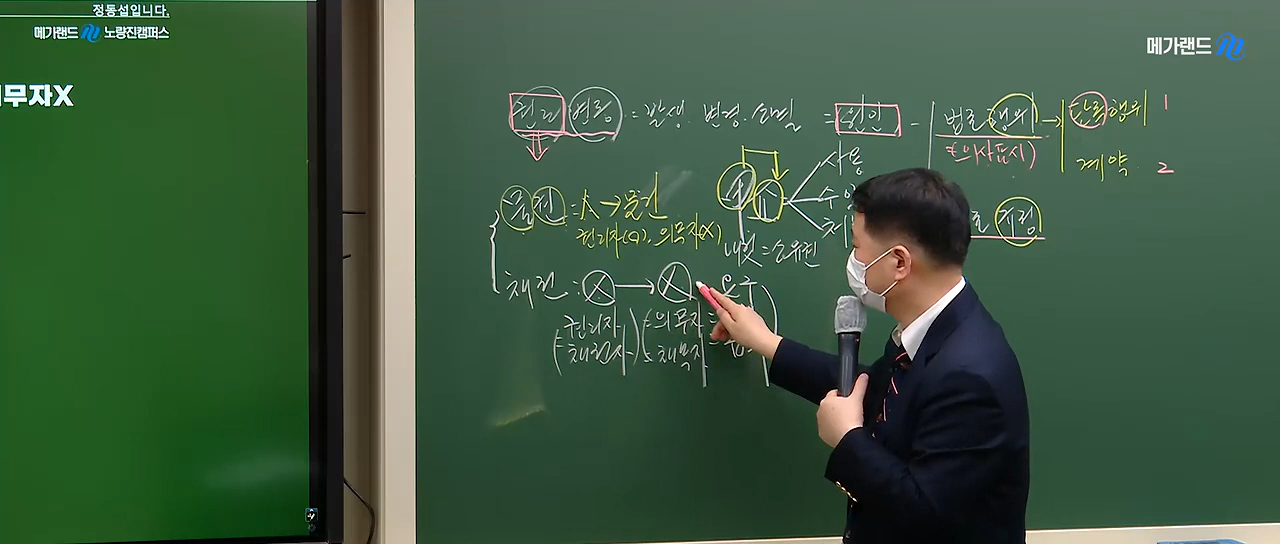 정동섭입니다.
메가랜드 노량진캠퍼스
메가랜드
의무자X
권리 변동 = 발생. 변경. 소멸 = 원인 - 법률행위 → 단독행위 1
(의사표시) 계약 2
물권 = 人 → 물건
권리자(O). 의무자(X)
사용
수익
처
내것 = 소유권
규정
채권 : →
권리자 = 의무자 =
채권자 채무자